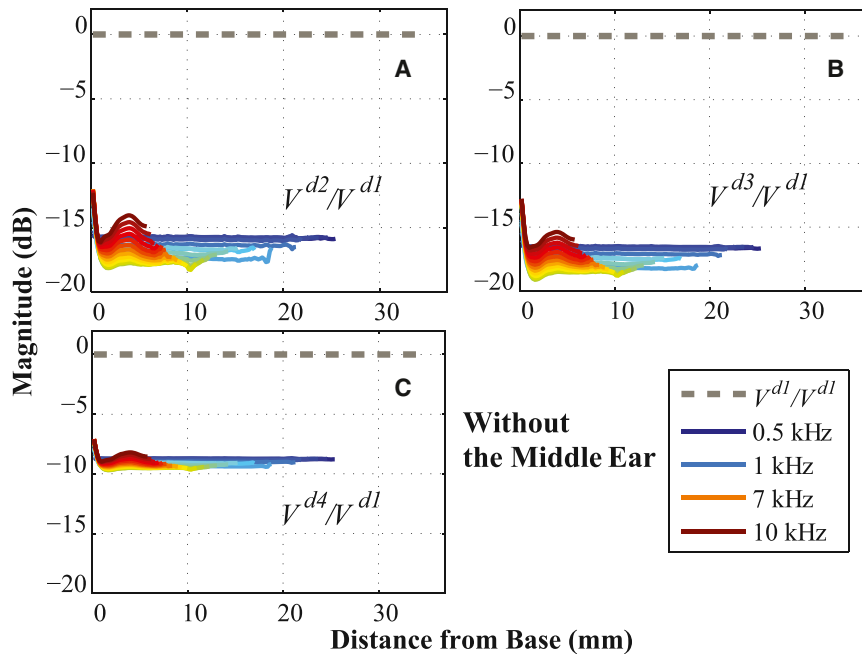 0
−5
−10
−15
−20
0
10
20
30
A
V^{d2}/V^{d1}
0
−5
−10
−15
−20
0
10
20
30
B
V^{d3}/V^{d1}
Magnitude (dB)
0
−5
−10
−15
−20
0
10
20
30
C
V^{d4}/V^{d1}
Without
the Middle Ear
V^{d1}/V^{d1}
0.5 kHz
1 kHz
7 kHz
10 kHz
Distance from Base (mm)